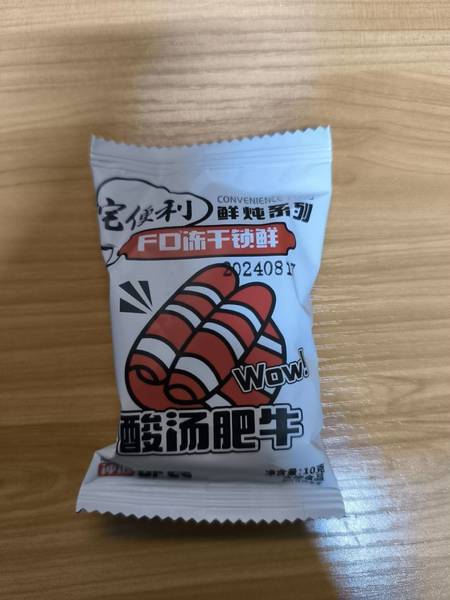 宅便利
CONVENIENCE
鲜炖系列
FD冻干锁鲜
20240817
Wow!
酸汤肥牛
净含量:10克